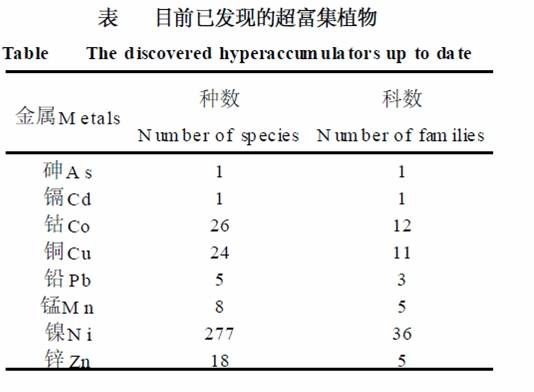 表 目前已发现的超富集植物
Table The discovered hyperaccumulators up to date
金属Metals 种数 科数
Number of species Number of families
砷As 1 1
镉Cd 1 1
钴Co 26 12
铜Cu 24 11
铅Pb 5 3
锰Mn 8 5
镍Ni 277 36
锌Zn 18 5